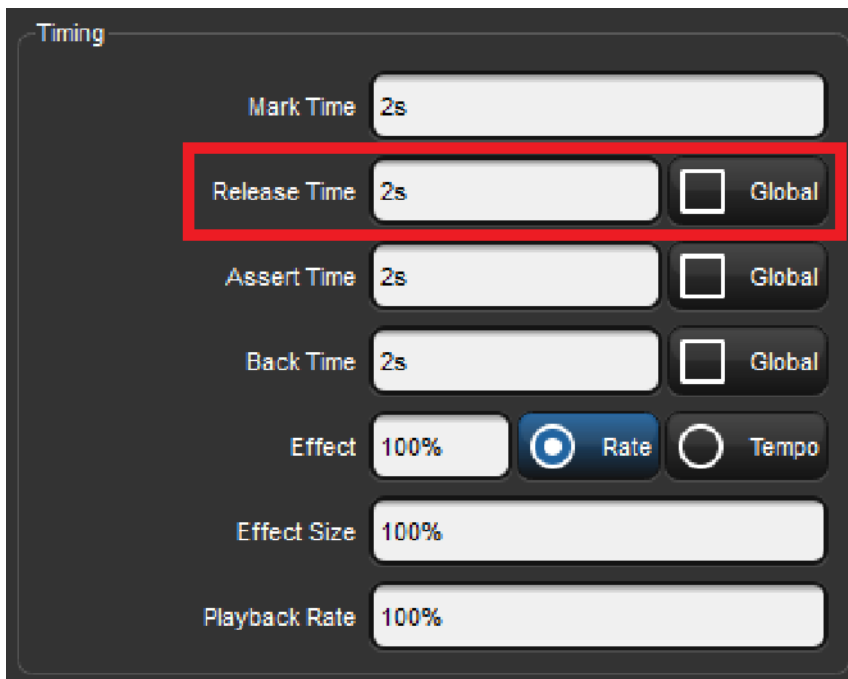 Timing
Mark Time 2s
Release Time 2s Global
Assert Time 2s Global
Back Time 2s Global
Effect 100% Rate Tempo
Effect Size 100%
Playback Rate 100%